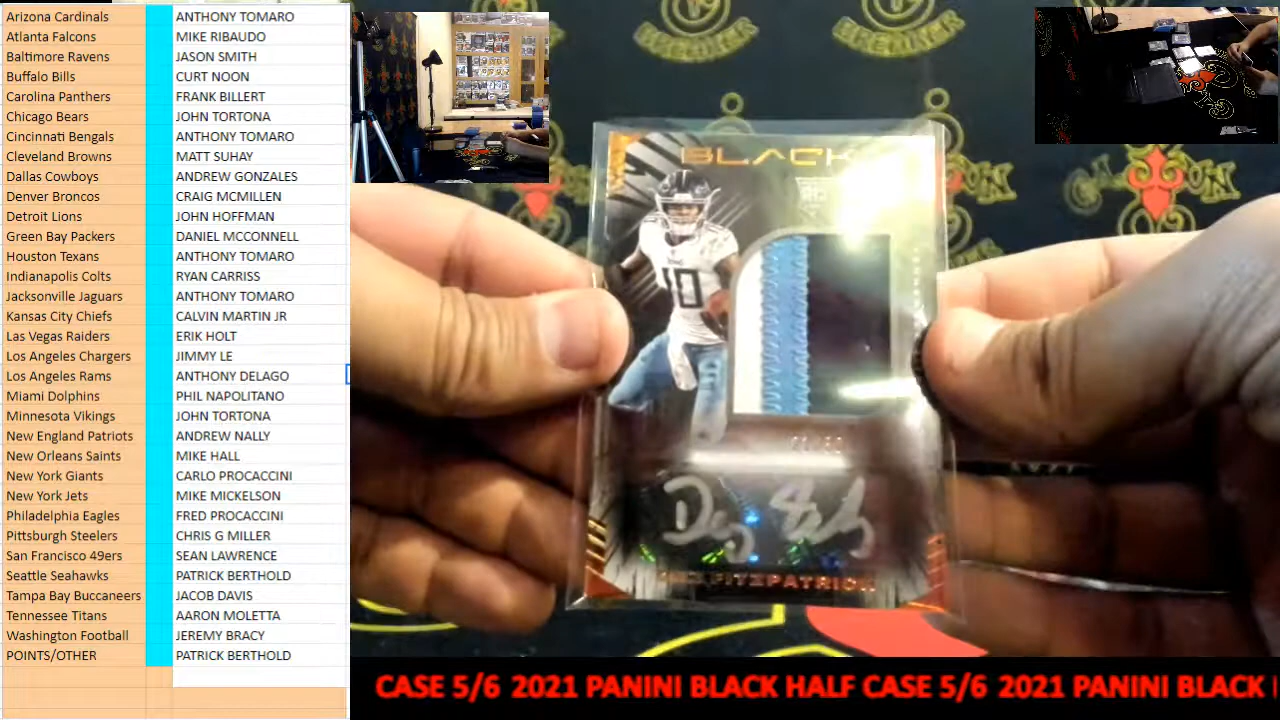 Arizona Cardinals ANTHONY TOMARO
Atlanta Falcons MIKE RIBAUDO
Baltimore Ravens JASON SMITH
Buffalo Bills CURT NOON
Carolina Panthers FRANK BILLERT
Chicago Bears JOHN TORTONA
Cincinnati Bengals ANTHONY TOMARO
Cleveland Browns MATT SUHAY
Dallas Cowboys ANDREW GONZALES
Denver Broncos CRAIG MCMILLEN
Detroit Lions JOHN HOFFMAN
Green Bay Packers DANIEL MCCONNELL
Houston Texans ANTHONY TOMARO
Indianapolis Colts RYAN CARRISS
Jacksonville Jaguars ANTHONY TOMARO
Kansas City Chiefs CALVIN MARTIN JR
Las Vegas Raiders ERIK HOLT
Los Angeles Chargers JIMMY LE
Los Angeles Rams ANTHONY DELAGO
Miami Dolphins PHIL NAPOLITANO
Minnesota Vikings JOHN TORTONA
New England Patriots ANDREW NALLY
New Orleans Saints MIKE HALL
New York Giants CARLO PROCACCINI
New York Jets MIKE MICKELSON
Philadelphia Eagles FRED PROCACCINI
Pittsburgh Steelers CHRIS G MILLER
San Francisco 49ers SEAN LAWRENCE
Seattle Seahawks PATRICK BERTHOLD
Tampa Bay Buccaneers JACOB DAVIS
Tennessee Titans AARON MOLETTA
Washington Football JEREMY BRACY
POINTS/OTHER PATRICK BERTHOLD
BLACK
RC
10
FITZPATRICK
CASE 5/6 2021 PANINI BLACK HALF CASE 5/6 2021 PANINI BLACK